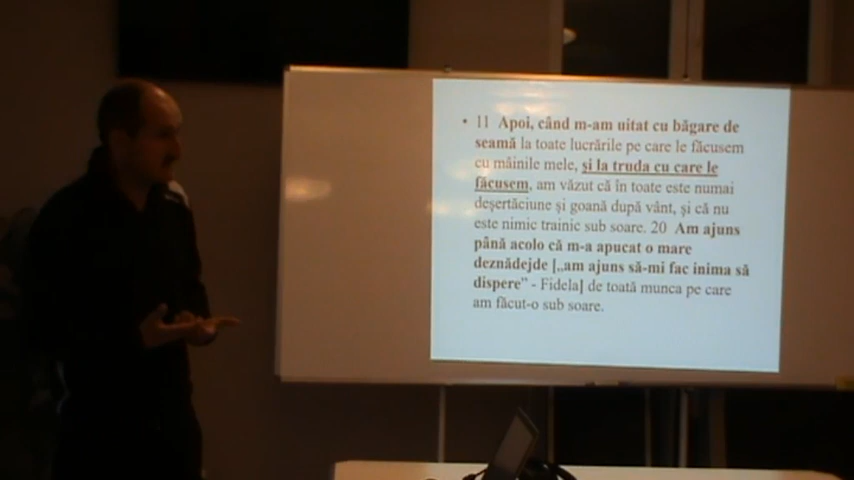 • 11 Apoi, când m-am uitat cu băgare de
seamă la toate lucrările pe care le făcusem
cu mâinile mele, și la truda cu care le
făcusem, am văzut că în toate este numai
deșertăciune și goană după vânt, și că nu
este nimic trainic sub soare. 20 Am ajuns
până acolo că m-a apucat o mare
deznădejde [„am ajuns să-mi fac inima să
dispere” - Fidela] de toată munca pe care
am făcut-o sub soare.